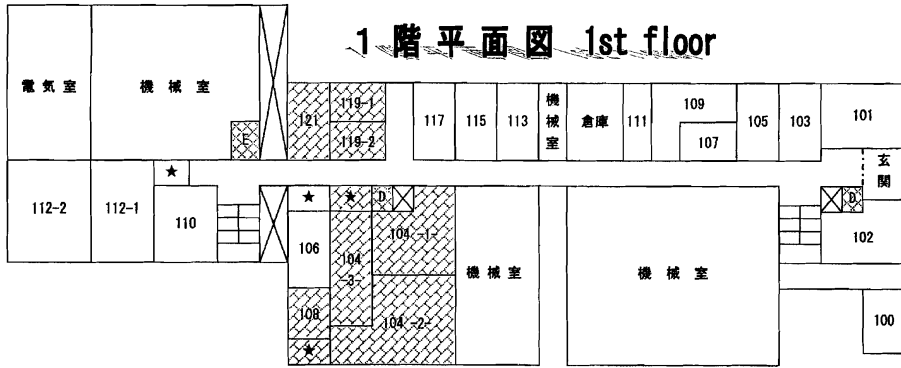 1 階 平 面 図 1st floor
電 気 室
機 械 室
E
121
119-1
119-2
117
115
113
機械室
倉庫
111
109
107
105
103
101
玄関
★
112-2
112-1
110
★
★
D
106
104 -1-
104 -3-
104 -2-
108
★
機 械 室
機 械 室
D
102
100